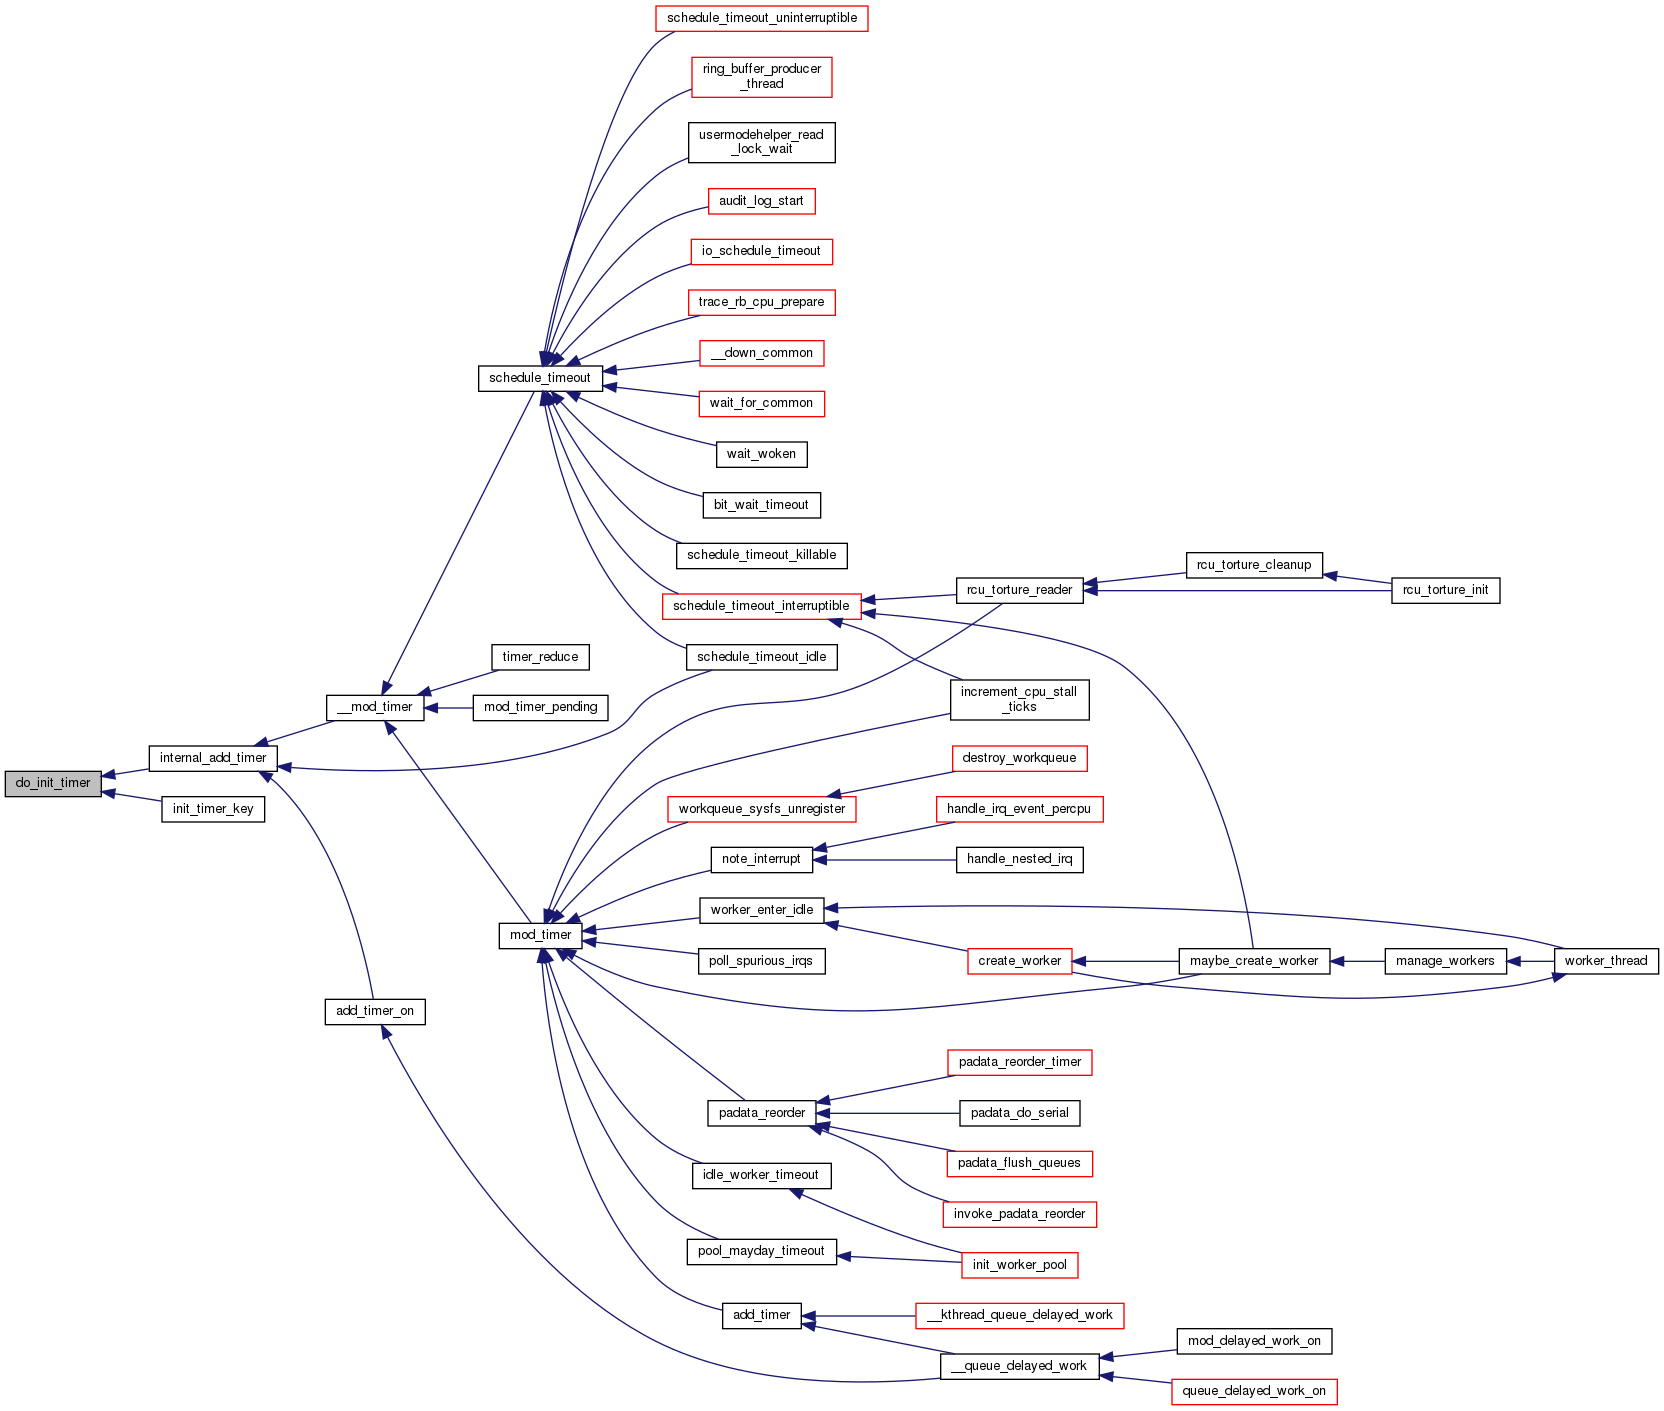 schedule_timeout_uninterruptible
ring_buffer_producer
_thread
usermodehelper_read
_lock_wait
audit_log_start
io_schedule_timeout
trace_rb_cpu_prepare
__down_common
schedule_timeout
wait_for_common
wait_woken
bit_wait_timeout
schedule_timeout_killable
rcu_torture_cleanup
schedule_timeout_interruptible
rcu_torture_reader
rcu_torture_init
timer_reduce
schedule_timeout_idle
increment_cpu_stall
_ticks
__mod_timer
mod_timer_pending
internal_add_timer
destroy_workqueue
do_init_timer
init_timer_key
workqueue_sysfs_unregister
handle_irq_event_percpu
note_interrupt
handle_nested_irq
worker_enter_idle
mod_timer
poll_spurious_irqs
create_worker
maybe_create_worker
manage_workers
worker_thread
add_timer_on
padata_reorder_timer
padata_reorder
padata_do_serial
padata_flush_queues
idle_worker_timeout
invoke_padata_reorder
pool_mayday_timeout
init_worker_pool
add_timer
__kthread_queue_delayed_work
mod_delayed_work_on
__queue_delayed_work
queue_delayed_work_on